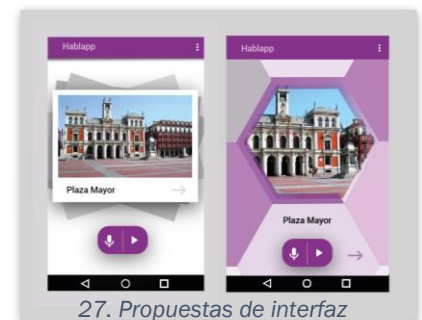 Hablapp
Plaza Mayor
Hablapp
Plaza Mayor
27. Propuestas de interfaz